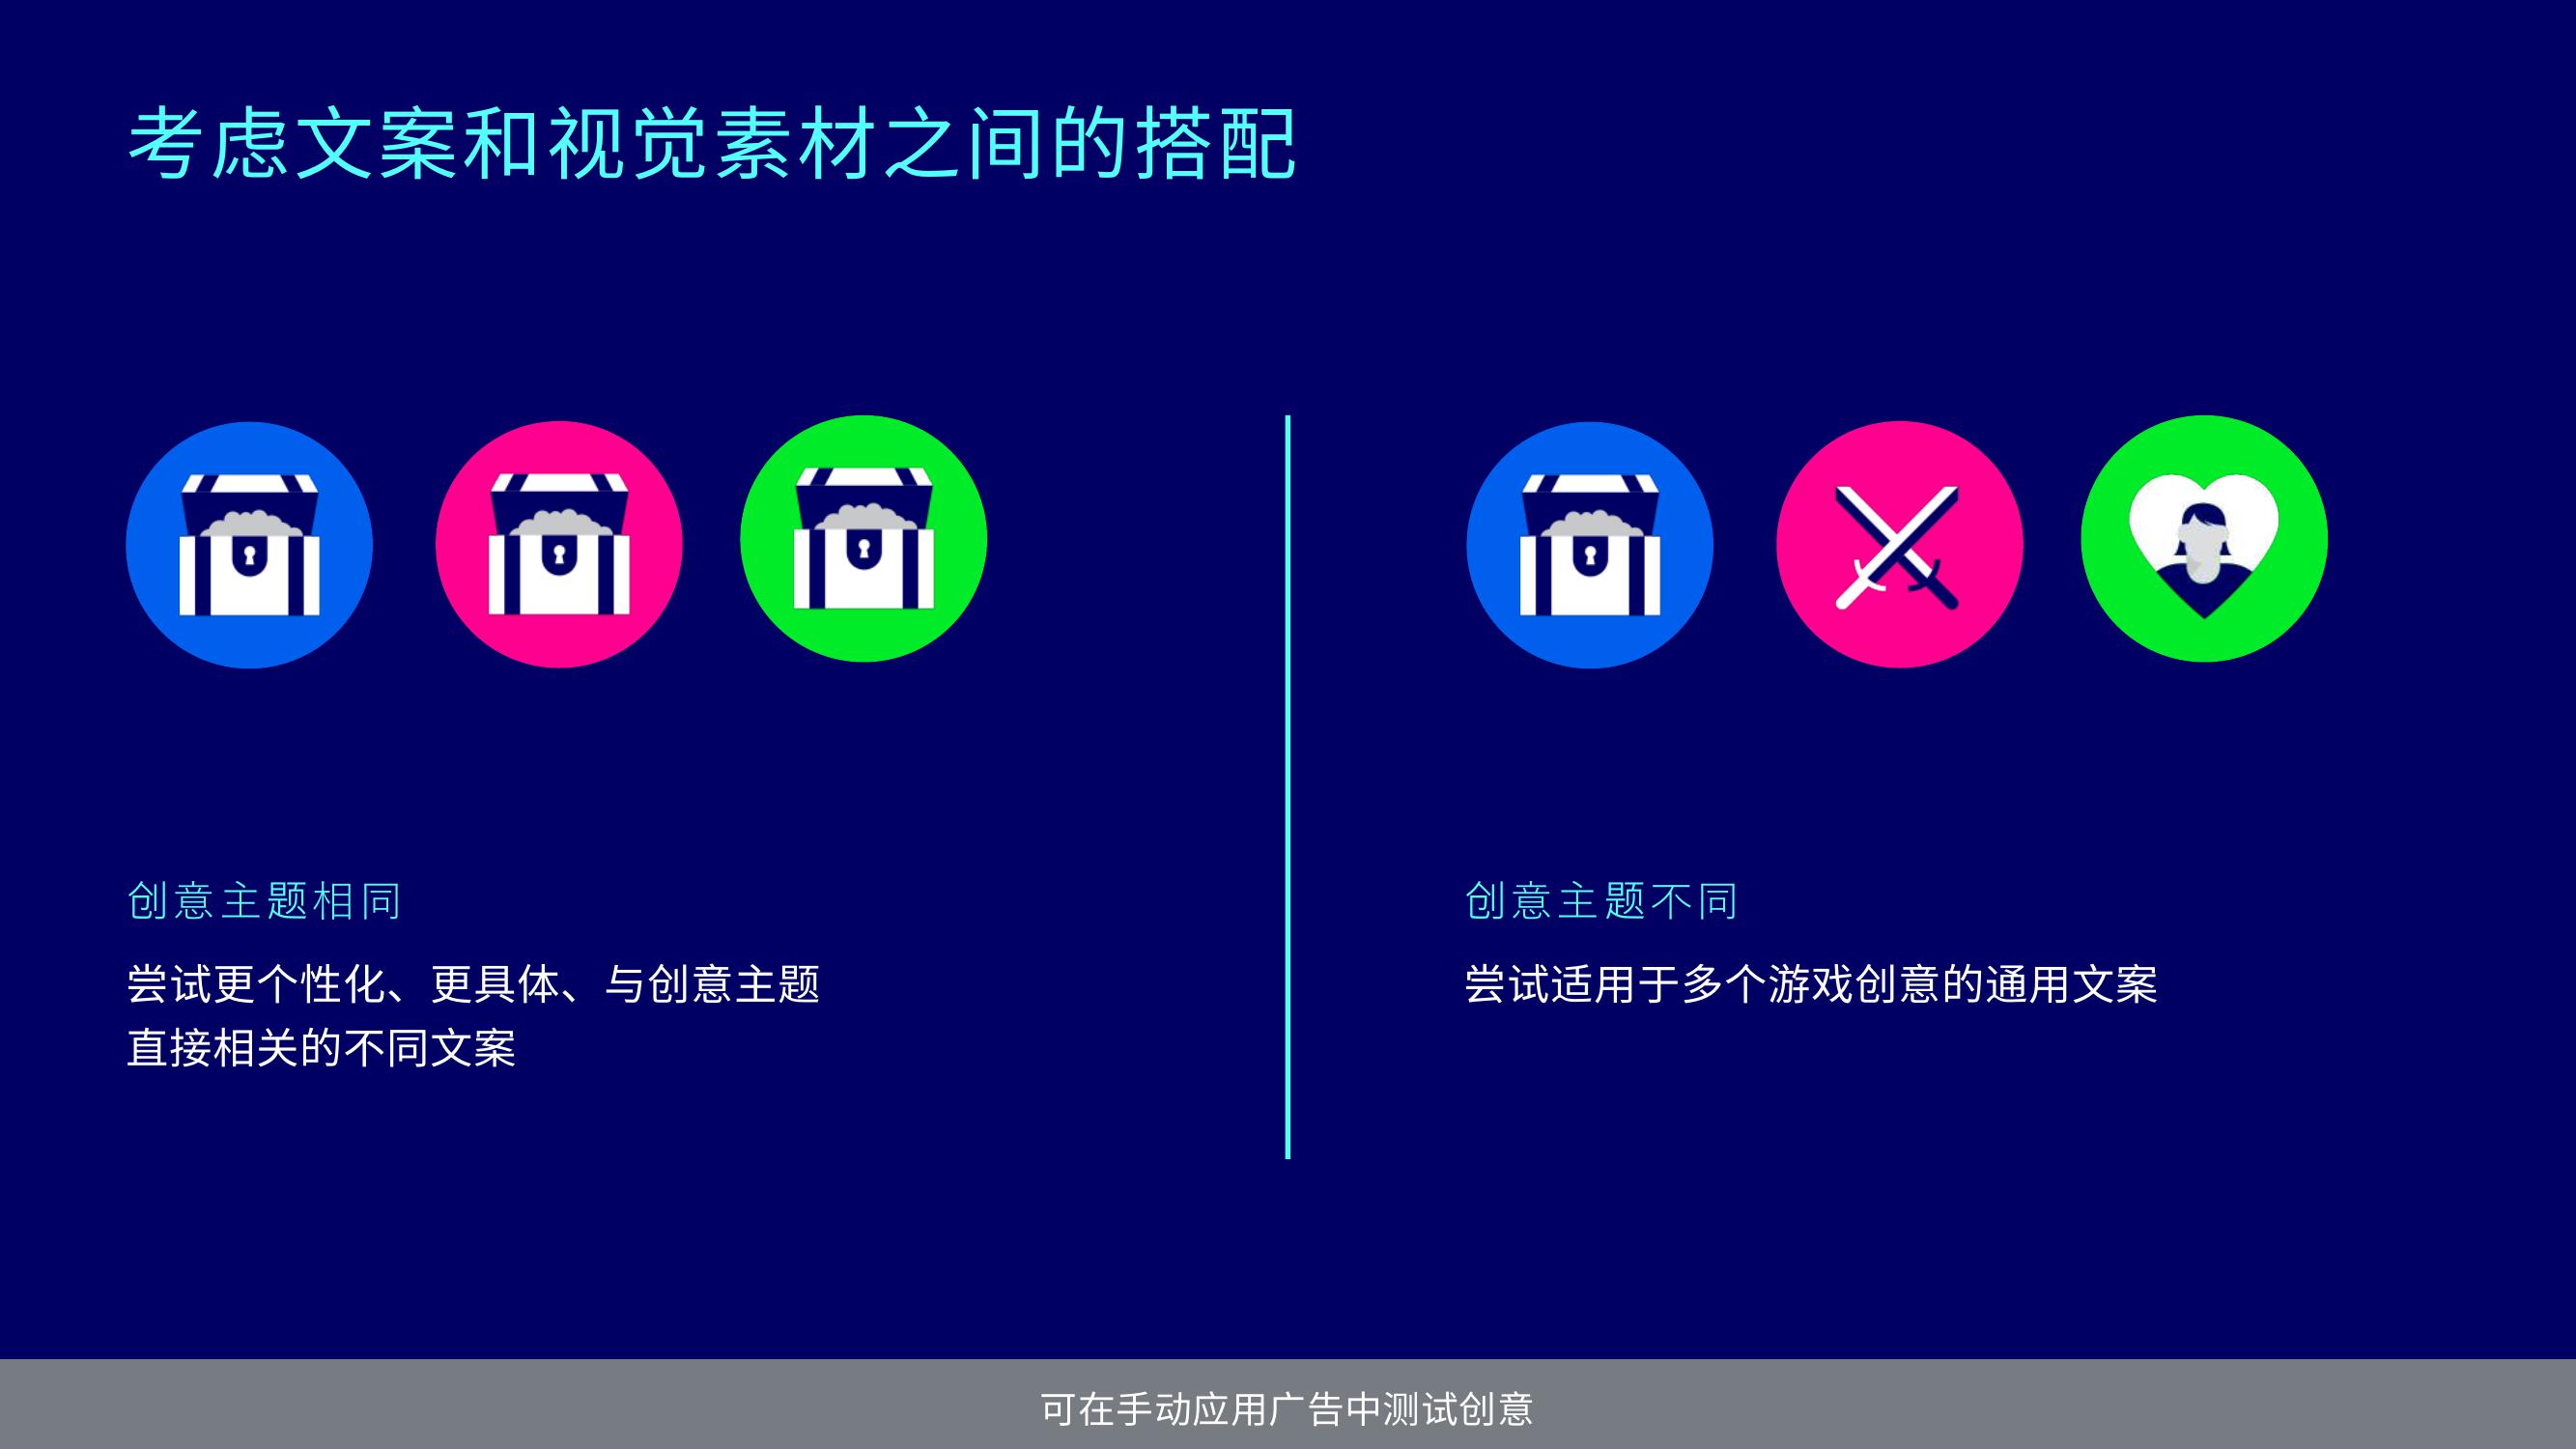 考虑文案和视觉素材之间的搭配
创意主题相同
尝试更个性化、更具体、与创意主题
直接相关的不同文案
创意主题不同
尝试适用于多个游戏创意的通用文案
可在手动应用广告中测试创意